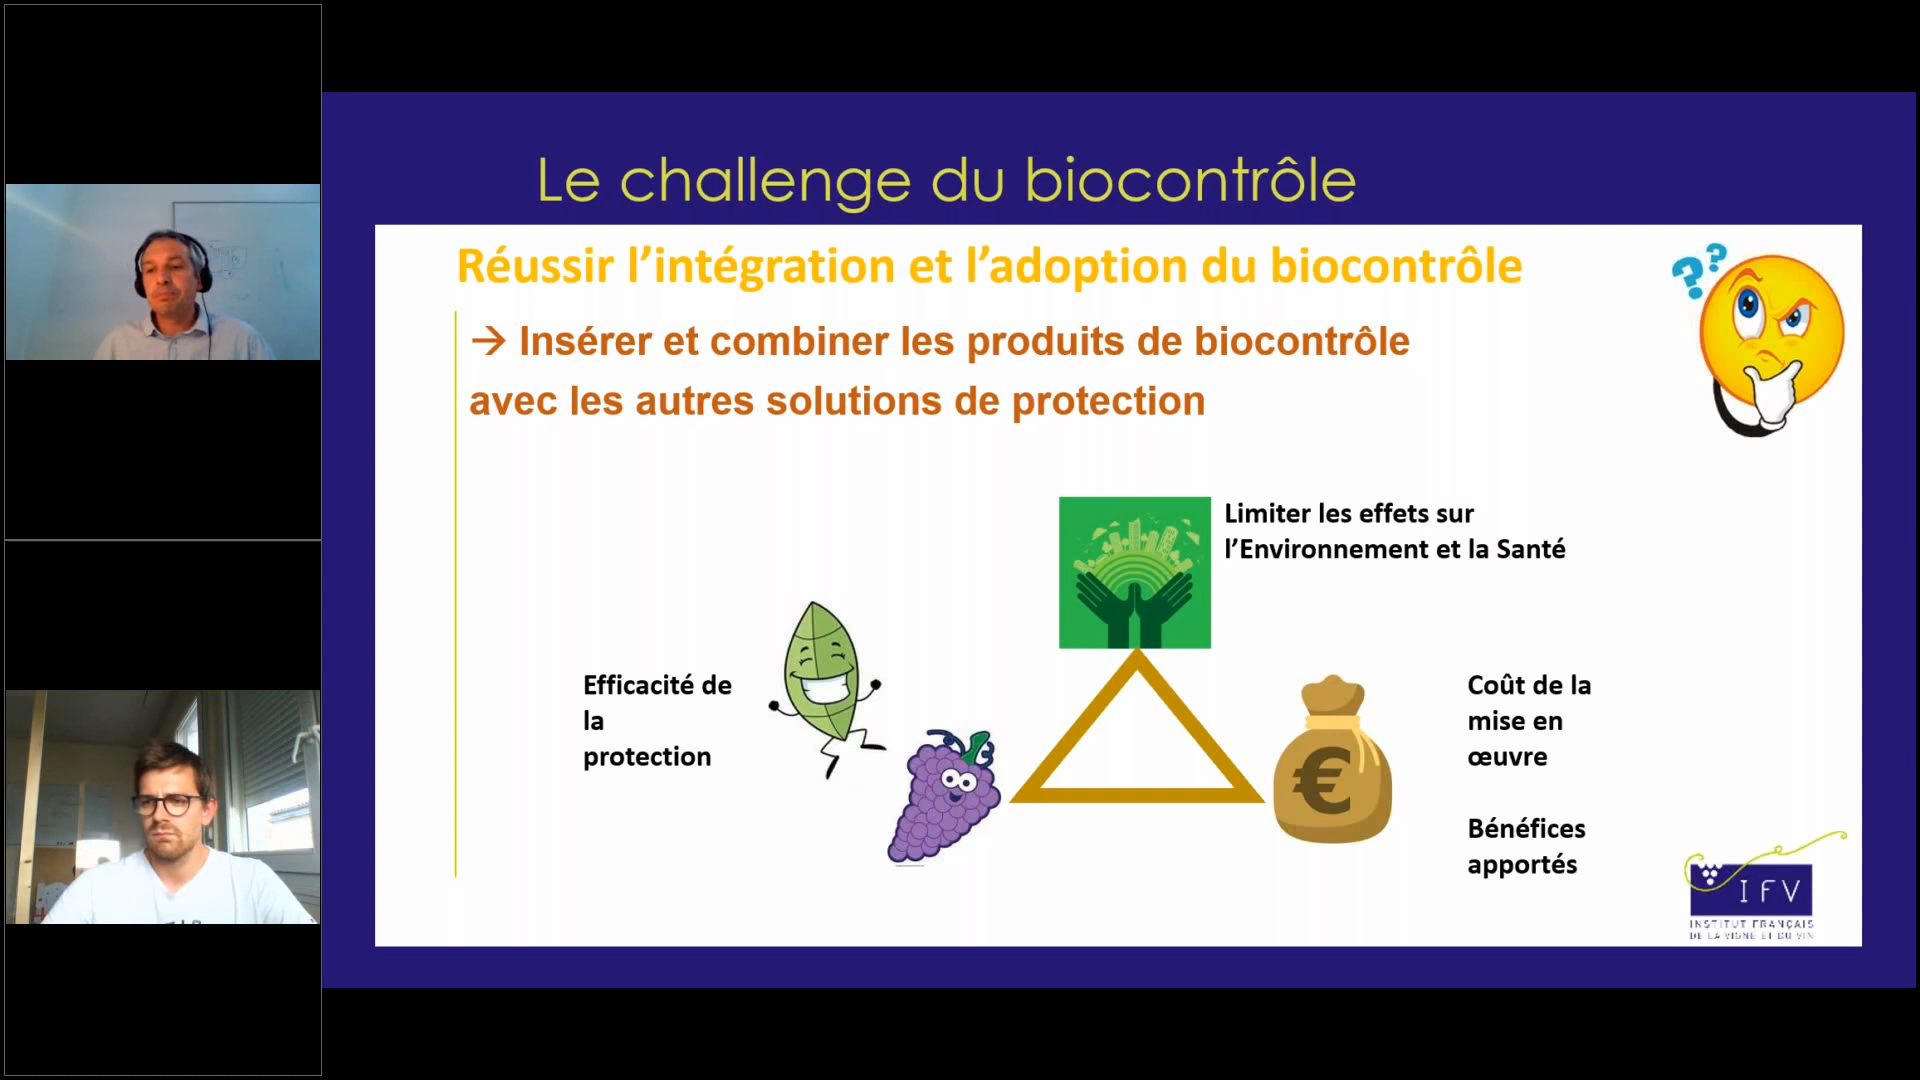 Le challenge du biocontrôle
Réussir l’intégration et l’adoption du biocontrôle
→ Insérer et combiner les produits de biocontrôle
avec les autres solutions de protection
Limiter les effets sur
l’Environnement et la Santé
Efficacité de
la
protection
Coût de la
mise en
œuvre
Bénéfices
apportés
??
€
IFV
INSTITUT FRANÇAIS
DE LA VIGNE ET DU VIN